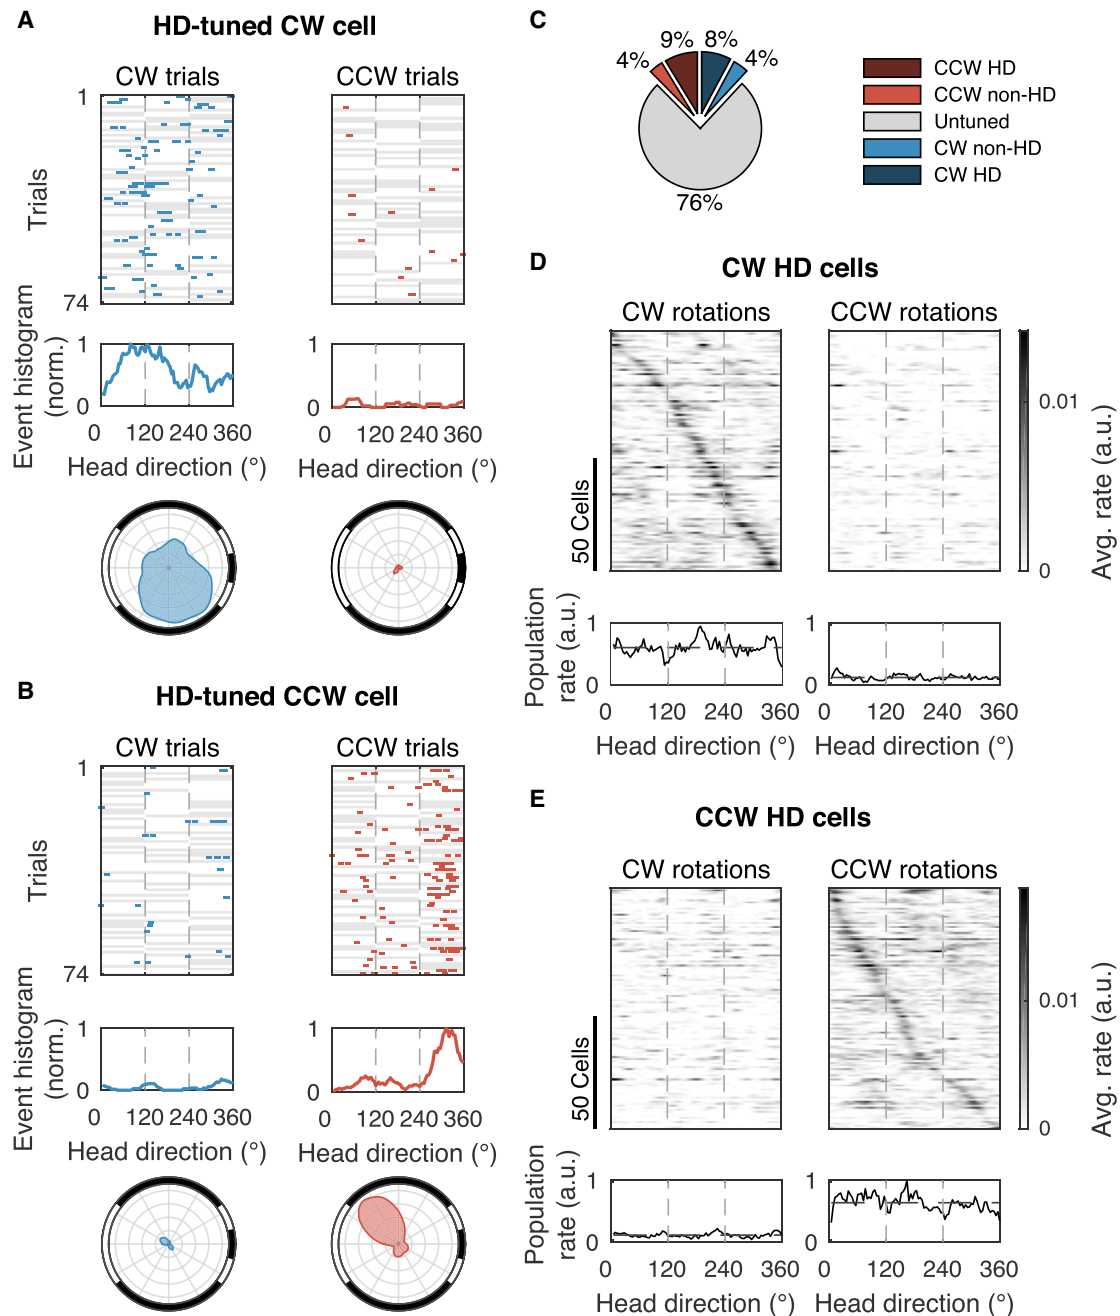 A
HD-tuned CW cell
CW trials
CCW trials
1
Trials
74
Event histogram
(norm.)
1
0
1
0
0 120 240 360
0 120 240 360
Head direction (°)
Head direction (°)
B
HD-tuned CCW cell
CW trials
CCW trials
1
Trials
74
Event histogram
(norm.)
1
0
1
0
0 120 240 360
0 120 240 360
Head direction (°)
Head direction (°)
C
4%
9%
8%
4%
76%
CCW HD
CCW non-HD
Untuned
CW non-HD
CW HD
D
CW HD cells
CW rotations
CCW rotations
50 Cells
0.01
0
Avg. rate (a.u.)
Population
rate (a.u.)
1
0
1
0
0 120 240 360
0 120 240 360
Head direction (°)
Head direction (°)
E
CCW HD cells
CW rotations
CCW rotations
50 Cells
0.01
0
Avg. rate (a.u.)
Population
rate (a.u.)
1
0
1
0
0 120 240 360
0 120 240 360
Head direction (°)
Head direction (°)